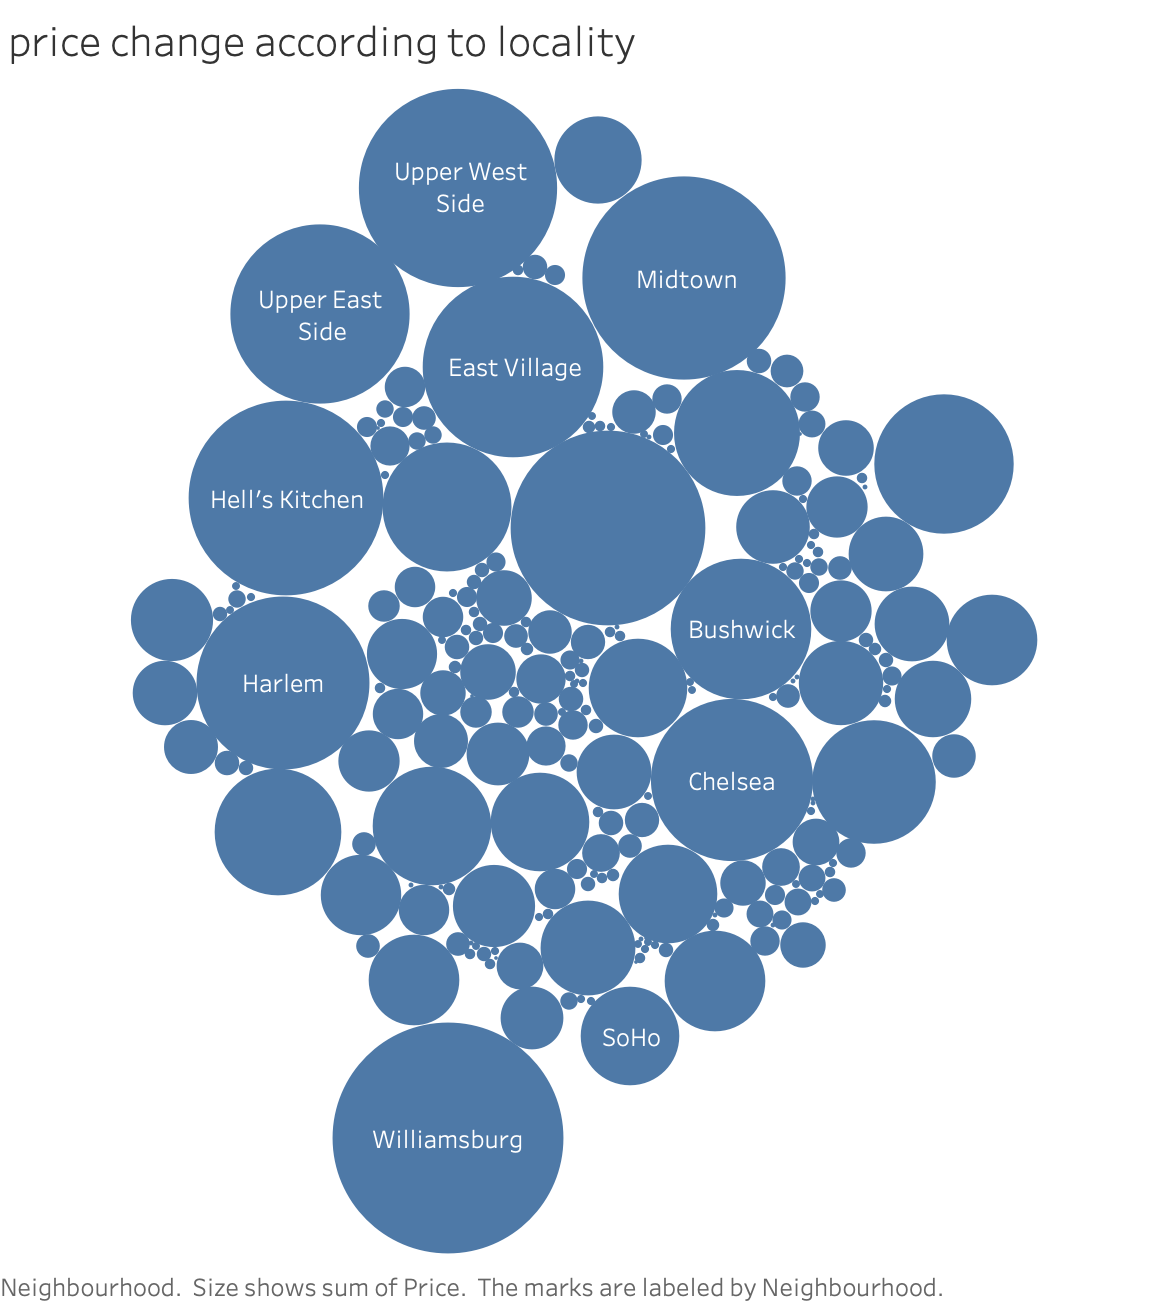 price change according to locality
Upper West
Side
Midtown
Upper East
Side
East Village
Hell's Kitchen
Bushwick
Harlem
Chelsea
SoHo
Williamsburg
Neighbourhood.  Size shows sum of Price.  The marks are labeled by Neighbourhood.